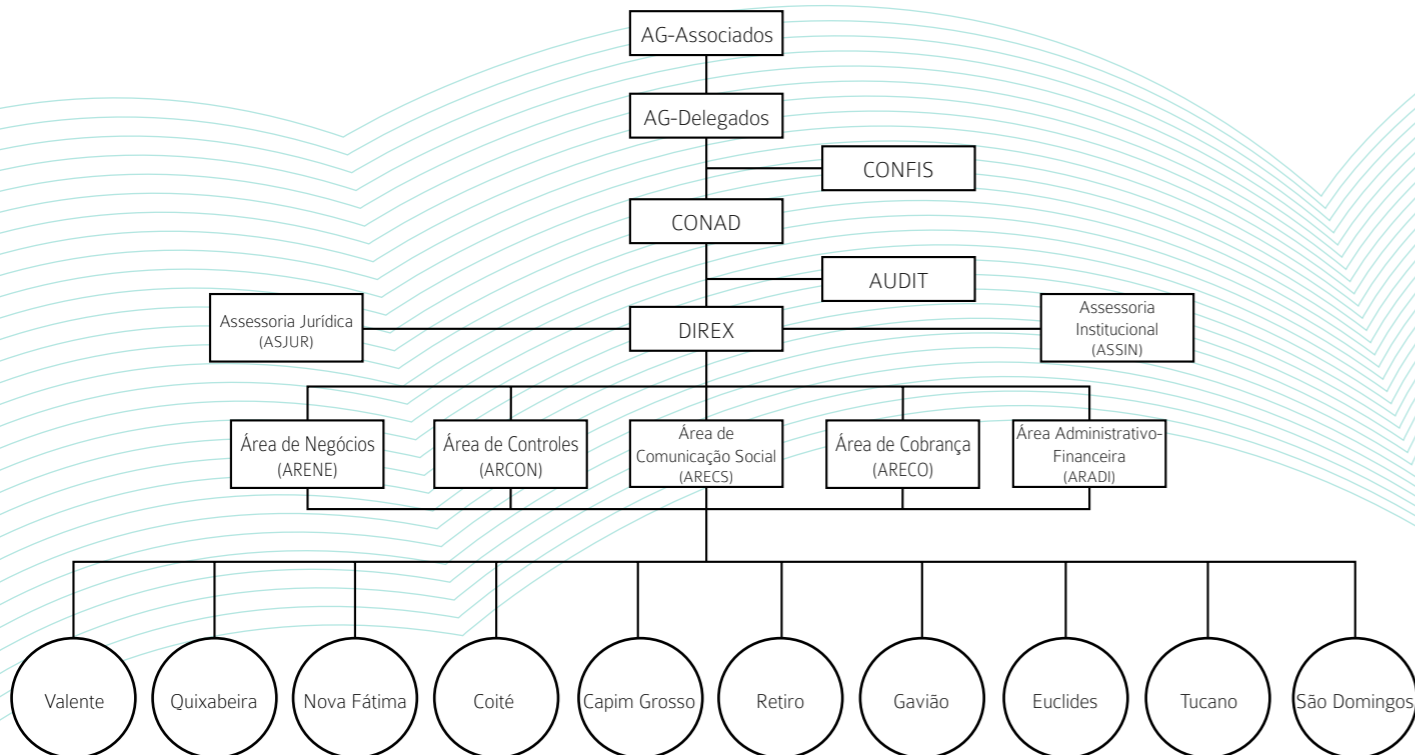 AG-Associados
AG-Delegados
CONFIS
CONAD
AUDIT
Assessoria Jurídica
(ASJUR)
DIREX
Assessoria
Institucional
(ASSIN)
Área de Negócios
(ARENE)
Área de Controles
(ARCON)
Área de
Comunicação Social
(ARECS)
Área de Cobrança
(ARECO)
Área Administrativo-
Financeira
(ARADI)
Valente
Quixabeira
Nova Fátima
Coité
Capim Grosso
Retiro
Gavião
Euclides
Tucano
São Domingos